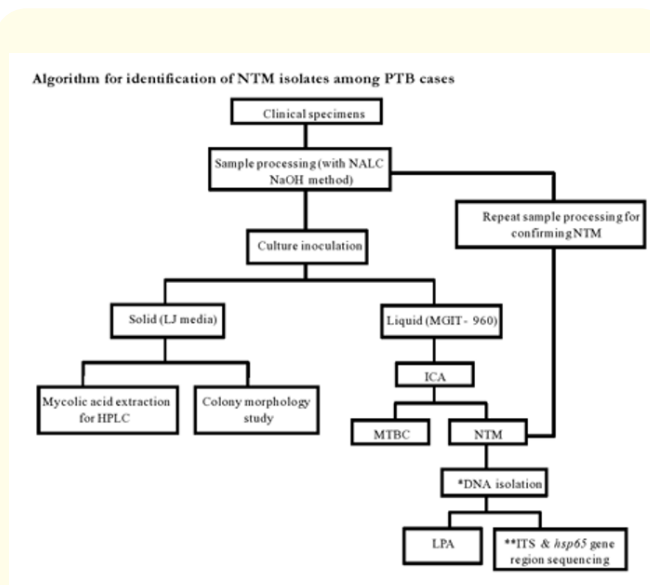 Algorithm for identification of NTM isolates among PTB cases
Clinical specimens
Sample processing (with NALC
NaOH method)
Repeat sample processing for
confirming NTM
Culture inoculation
Solid (LJ media)
Liquid (MGIT- 960)
ICA
Mycolic acid extraction
for HPLC
Colony morphology
study
MTBC
NTM
*DNA isolation
LPA
**ITS & hsp65 gene
region sequencing